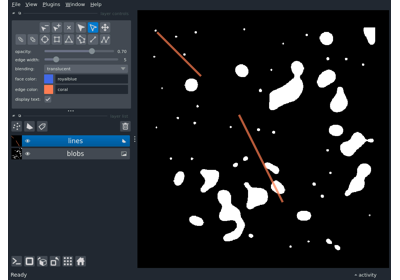 File View Plugins Window Help
opacity: 0.70
edge width:
blending: translucent
face color: royalblue
edge color: coral
display text:
lines
blobs
Ready
activity